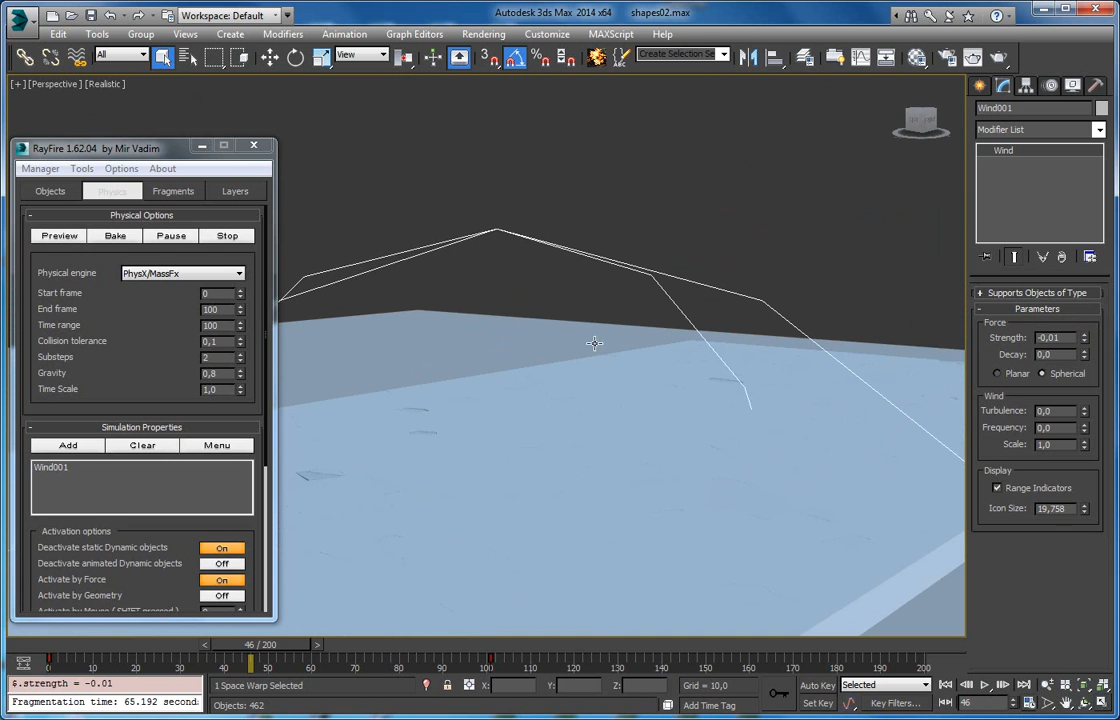 Workspace: Default
Autodesk 3ds Max 2014 x64 shapes02.max
Edit Tools Group Views Create Modifiers Animation Graph Editors Rendering Customize MAXScript Help
All View Create Selection Se
[+] [Perspective] [Realistic]
RayFire 1.62.04 by Mir Vadim
Manager Tools Options About
Objects Physics Fragments Layers
- Physical Options
Preview Bake Pause Stop
Physical engine PhysX/MassFx
Start frame 0
End frame 100
Time range 100
Collision tolerance 0,1
Substeps 2
Gravity 0,8
Time Scale 1,0
- Simulation Properties
Add Clear Menu
Wind001
Activation options
Deactivate static Dynamic objects On
Deactivate animated Dynamic objects Off
Activate by Force On
Activate by Geometry Off
Activate by Mouse ( SHIFT pressed )
Wind001
Modifier List
Wind
+ Supports Objects of Type
- Parameters
Force
Strength: -0,01
Decay: 0,0
Planar Spherical
Wind
Turbulence: 0,0
Frequency: 0,0
Scale: 1,0
Display
Range Indicators
Icon Size: 19,758
< 46 / 200 >
0 10 20 30 40 50 60 70 80 90 100 110 120 130 140 150 160 170 180 190 200
$.strength = -0.01
Fragmentation time: 65.192 second
1 Space Warp Selected
Objects: 462
X: Y: Z: Grid = 10,0
Add Time Tag
Auto Key Selected
Set Key Key Filters...
46